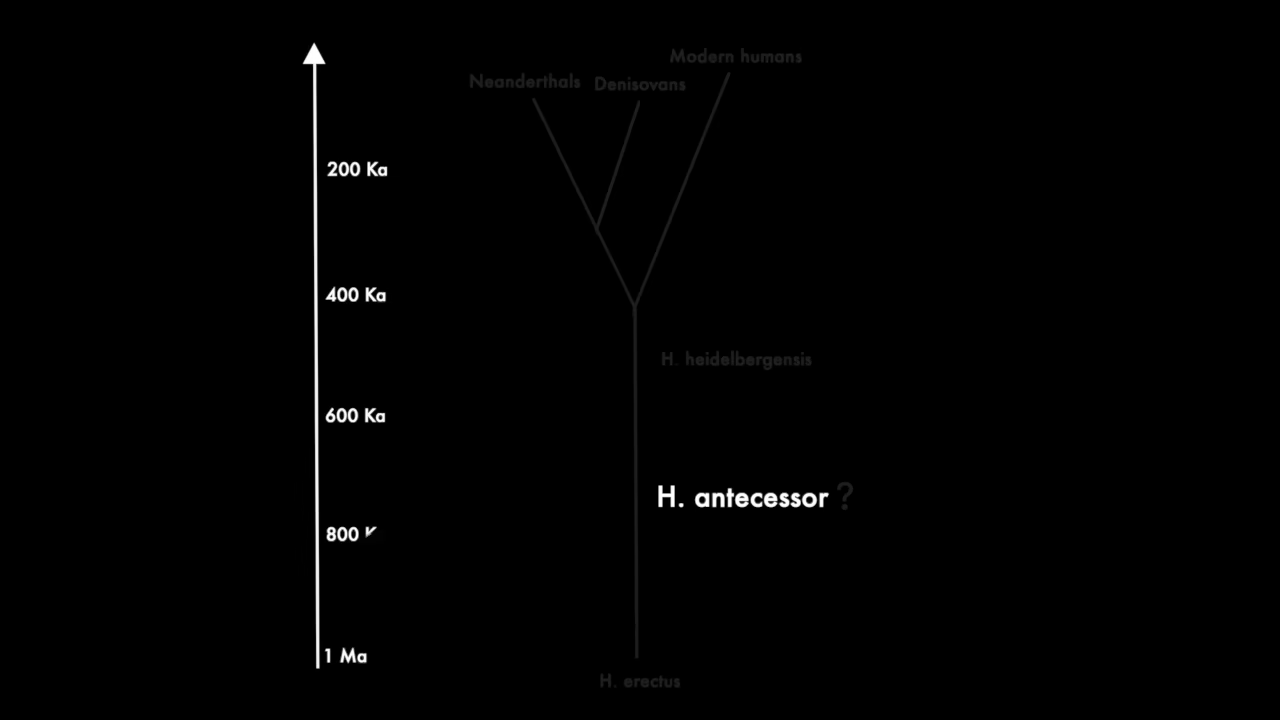 Modern humans
Neanderthals
Denisovans
200 Ka
400 Ka
H. heidelbergensis
600 Ka
H. antecessor ?
800 K
1 Ma
H. erectus